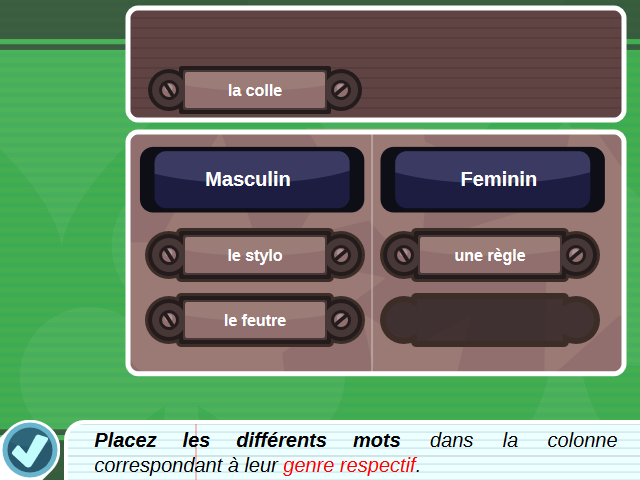 la colle
Masculin
Feminin
le stylo
une règle
le feutre
Placez les différents mots dans la colonne
correspondant à leur genre respectif.